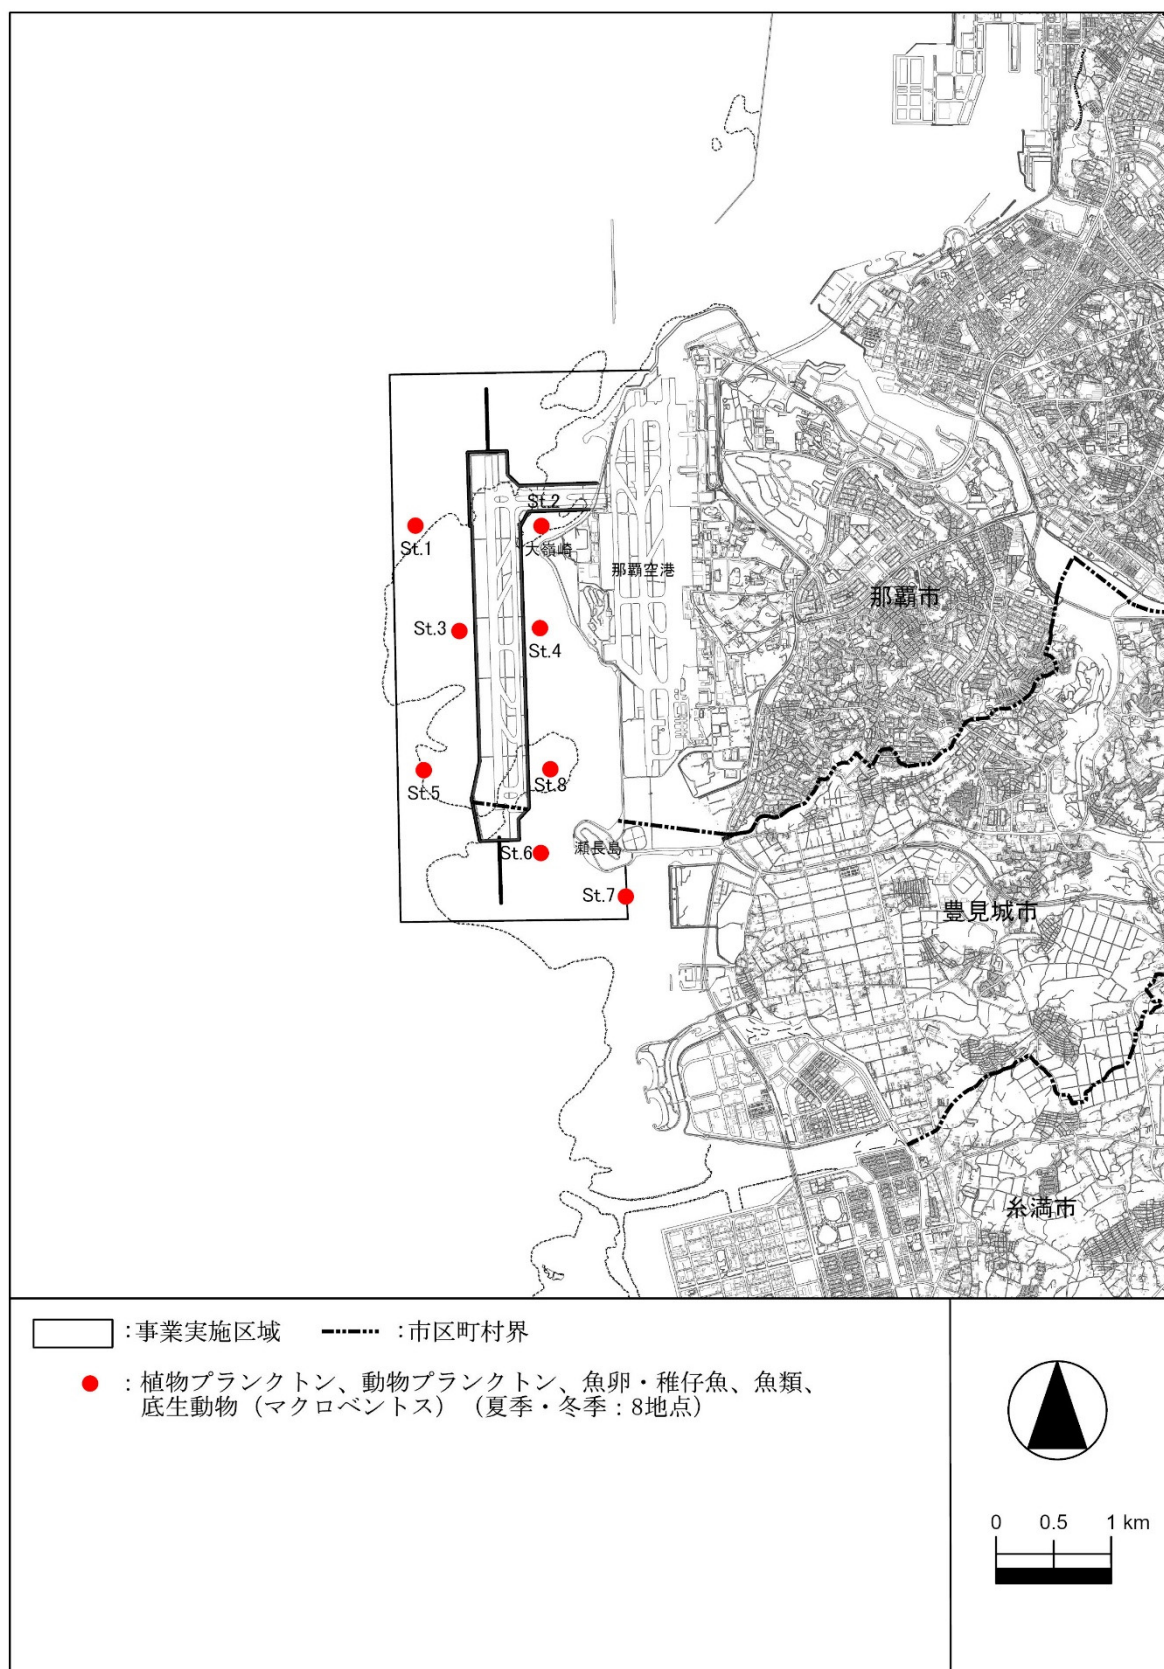 St.2
大嶺崎
St.1
那覇空港
那覇市
St.3
St.4
St.5
St.8
瀬長島
St.6
St.7
豊見城市
糸満市
：事業実施区域
：市区町村界
：植物プランクトン、動物プランクトン、魚卵・稚仔魚、魚類、
底生動物（マクロベントス）（夏季・冬季：8地点）
0 0.5 1 km